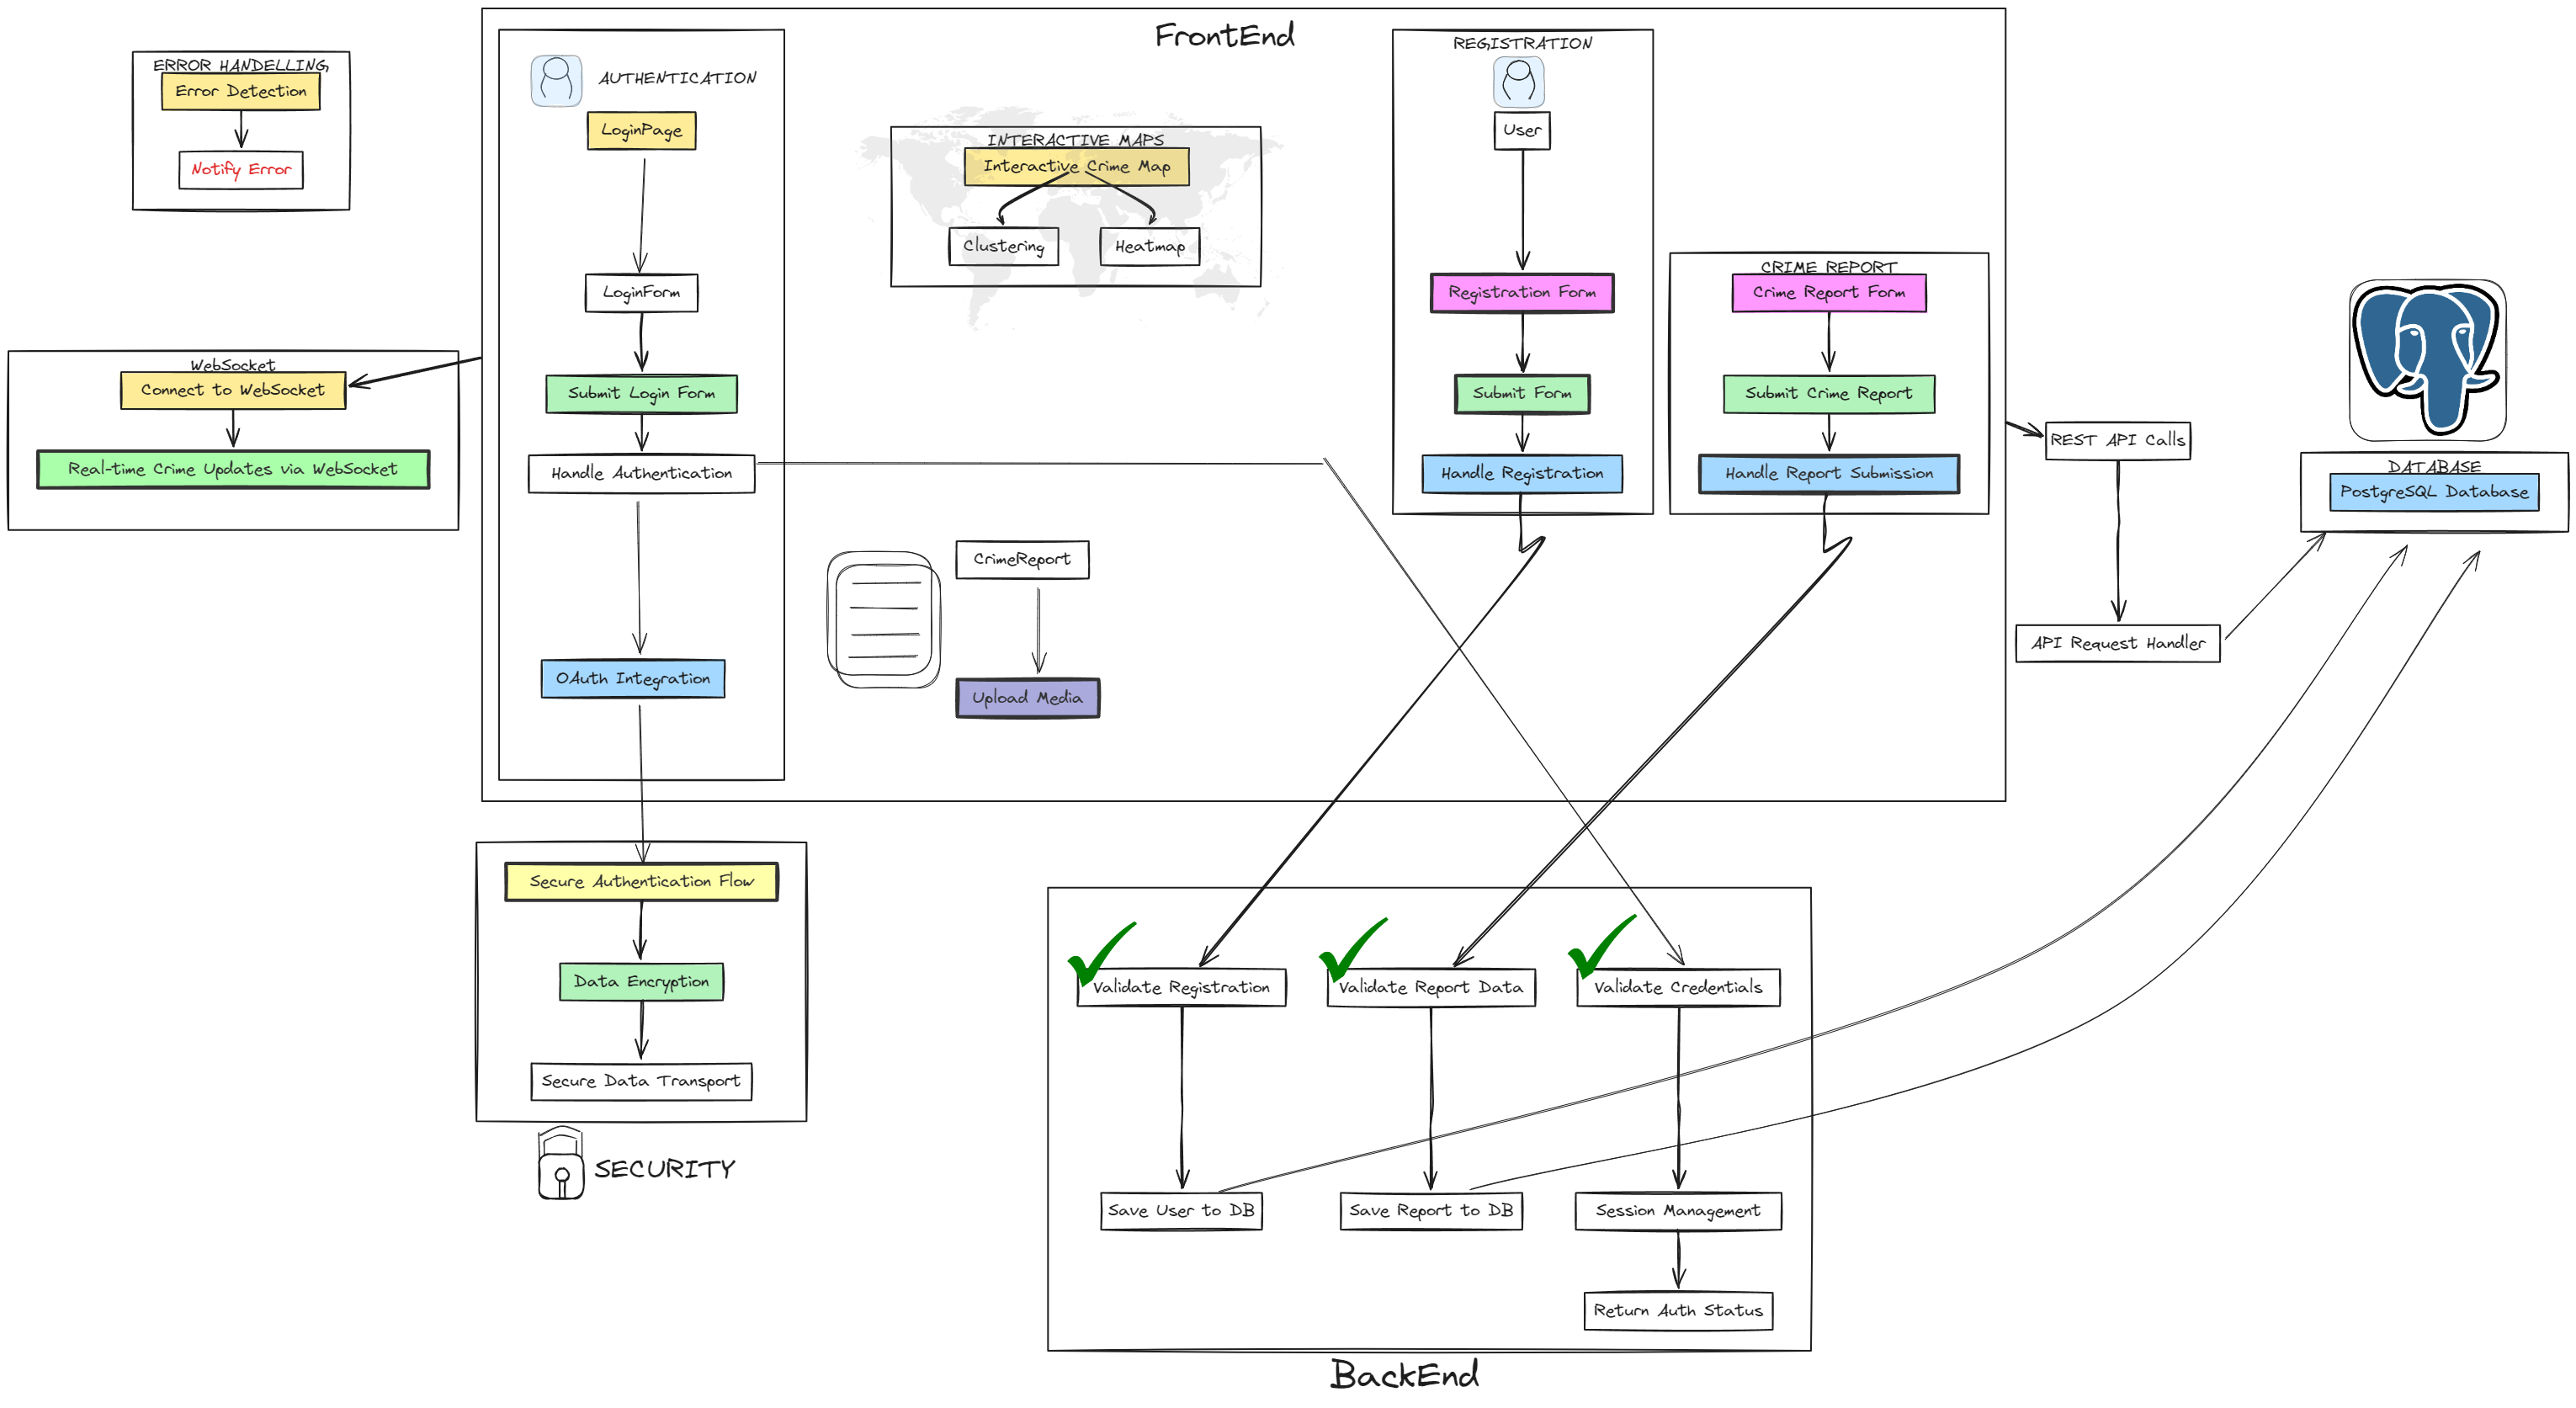 FrontEnd
ERROR HANDELLING
Error Detection
Notify Error
AUTHENTICATION
LoginPage
LoginForm
Submit Login Form
Handle Authentication
OAuth Integration
INTERACTIVE MAPS
Interactive Crime Map
Clustering
Heatmap
REGISTRATION
User
Registration Form
Submit Form
Handle Registration
CRIME REPORT
Crime Report Form
Submit Crime Report
Handle Report Submission
WebSocket
Connect to WebSocket
Real-time Crime Updates via WebSocket
CrimeReport
Upload Media
REST API Calls
API Request Handler
DATABASE
PostgreSQL Database
Secure Authentication Flow
Data Encryption
Secure Data Transport
SECURITY
Validate Registration
Validate Report Data
Validate Credentials
Save User to DB
Save Report to DB
Session Management
Return Auth Status
BackEnd